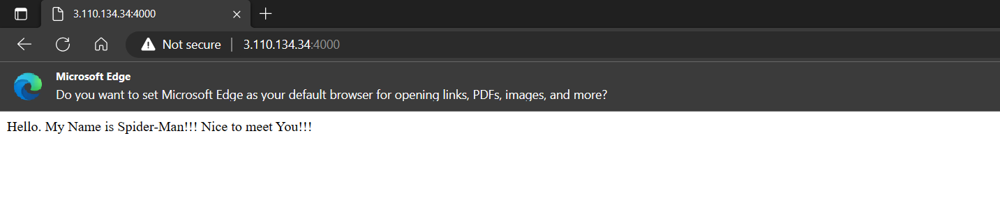 3.110.134.34:4000
Not secure
3.110.134.34:4000
Microsoft Edge
Do you want to set Microsoft Edge as your default browser for opening links, PDFs, images, and more?
Hello. My Name is Spider-Man!!! Nice to meet You!!!